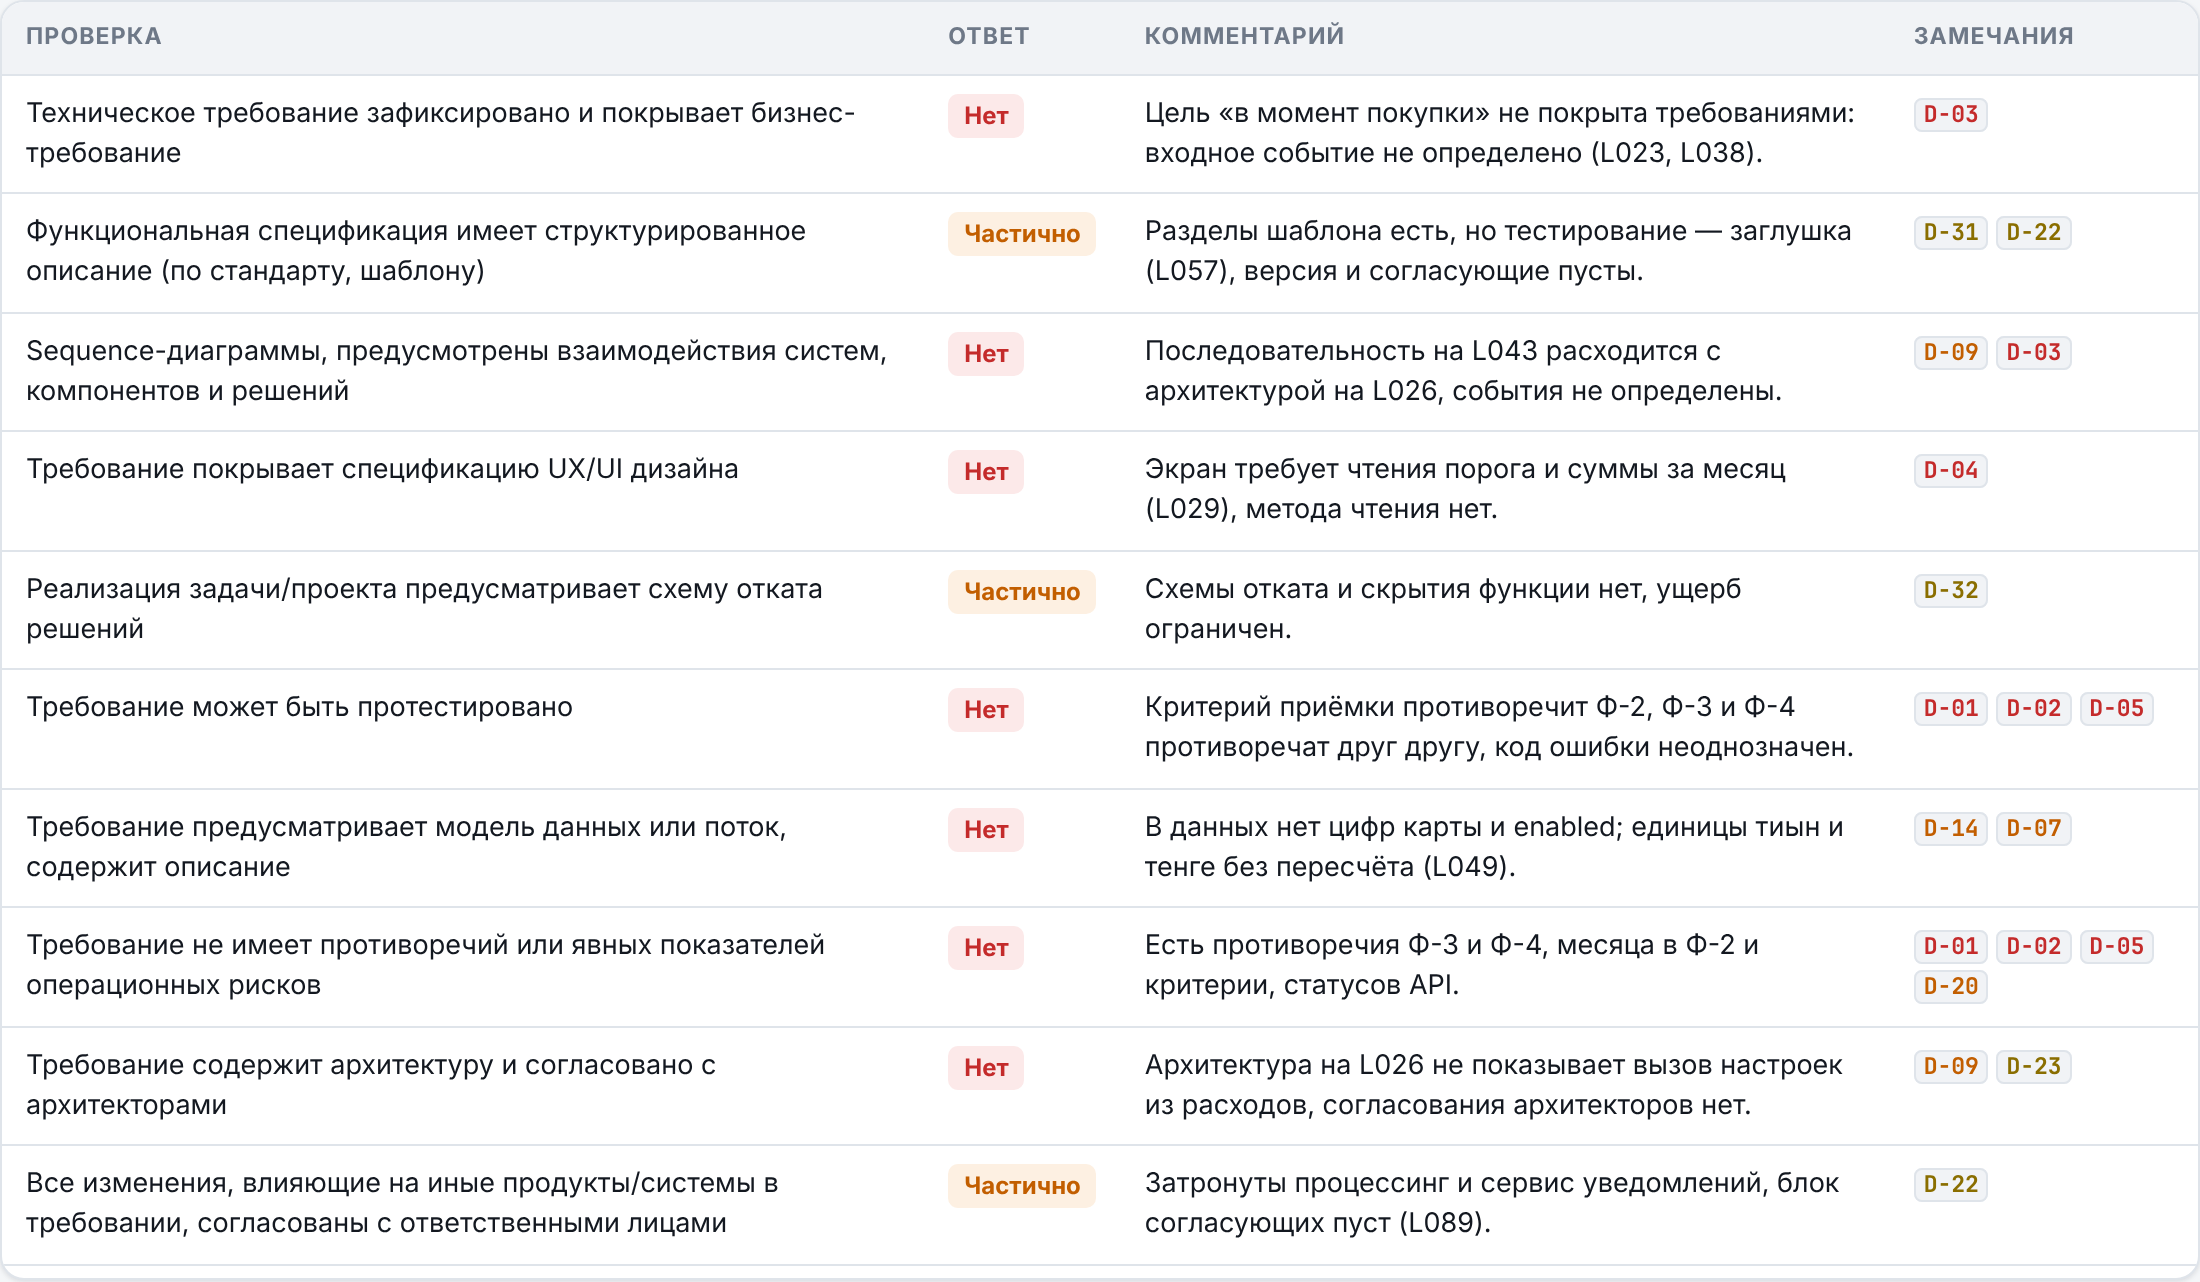 ПРОВЕРКА ОТВЕТ КОММЕНТАРИЙ ЗАМЕЧАНИЯ
Техническое требование зафиксировано и покрывает бизнес- Нет Цель «в момент покупки» не покрыта требованиями: D-03
требование входное событие не определено (L023, L038).
Функциональная спецификация имеет структурированное Частично Разделы шаблона есть, но тестирование — заглушка D-31 D-22
описание (по стандарту, шаблону) (L057), версия и согласующие пусты.
Sequence-диаграммы, предусмотрены взаимодействия систем, Нет Последовательность на L043 расходится с D-09 D-03
компонентов и решений архитектурой на L026, события не определены.
Требование покрывает спецификацию UX/UI дизайна Нет Экран требует чтения порога и суммы за месяц D-04
(L029), метода чтения нет.
Реализация задачи/проекта предусматривает схему отката Частично Схемы отката и скрытия функции нет, ущерб D-32
решений ограничен.
Требование может быть протестировано Нет Критерий приёмки противоречит Ф-2, Ф-3 и Ф-4 D-01 D-02 D-05
противоречат друг другу, код ошибки неоднозначен.
Требование предусматривает модель данных или поток, Нет В данных нет цифр карты и enabled; единицы тиын и D-14 D-07
содержит описание тенге без пересчёта (L049).
Требование не имеет противоречий или явных показателей Нет Есть противоречия Ф-3 и Ф-4, месяца в Ф-2 и D-01 D-02 D-05
операционных рисков критерии, статусов API. D-20
Требование содержит архитектуру и согласовано с Нет Архитектура на L026 не показывает вызов настроек D-09 D-23
архитекторами из расходов, согласования архитекторов нет.
Все изменения, влияющие на иные продукты/системы в Частично Затронуты процессинг и сервис уведомлений, блок D-22
требовании, согласованы с ответственными лицами согласующих пуст (L089).